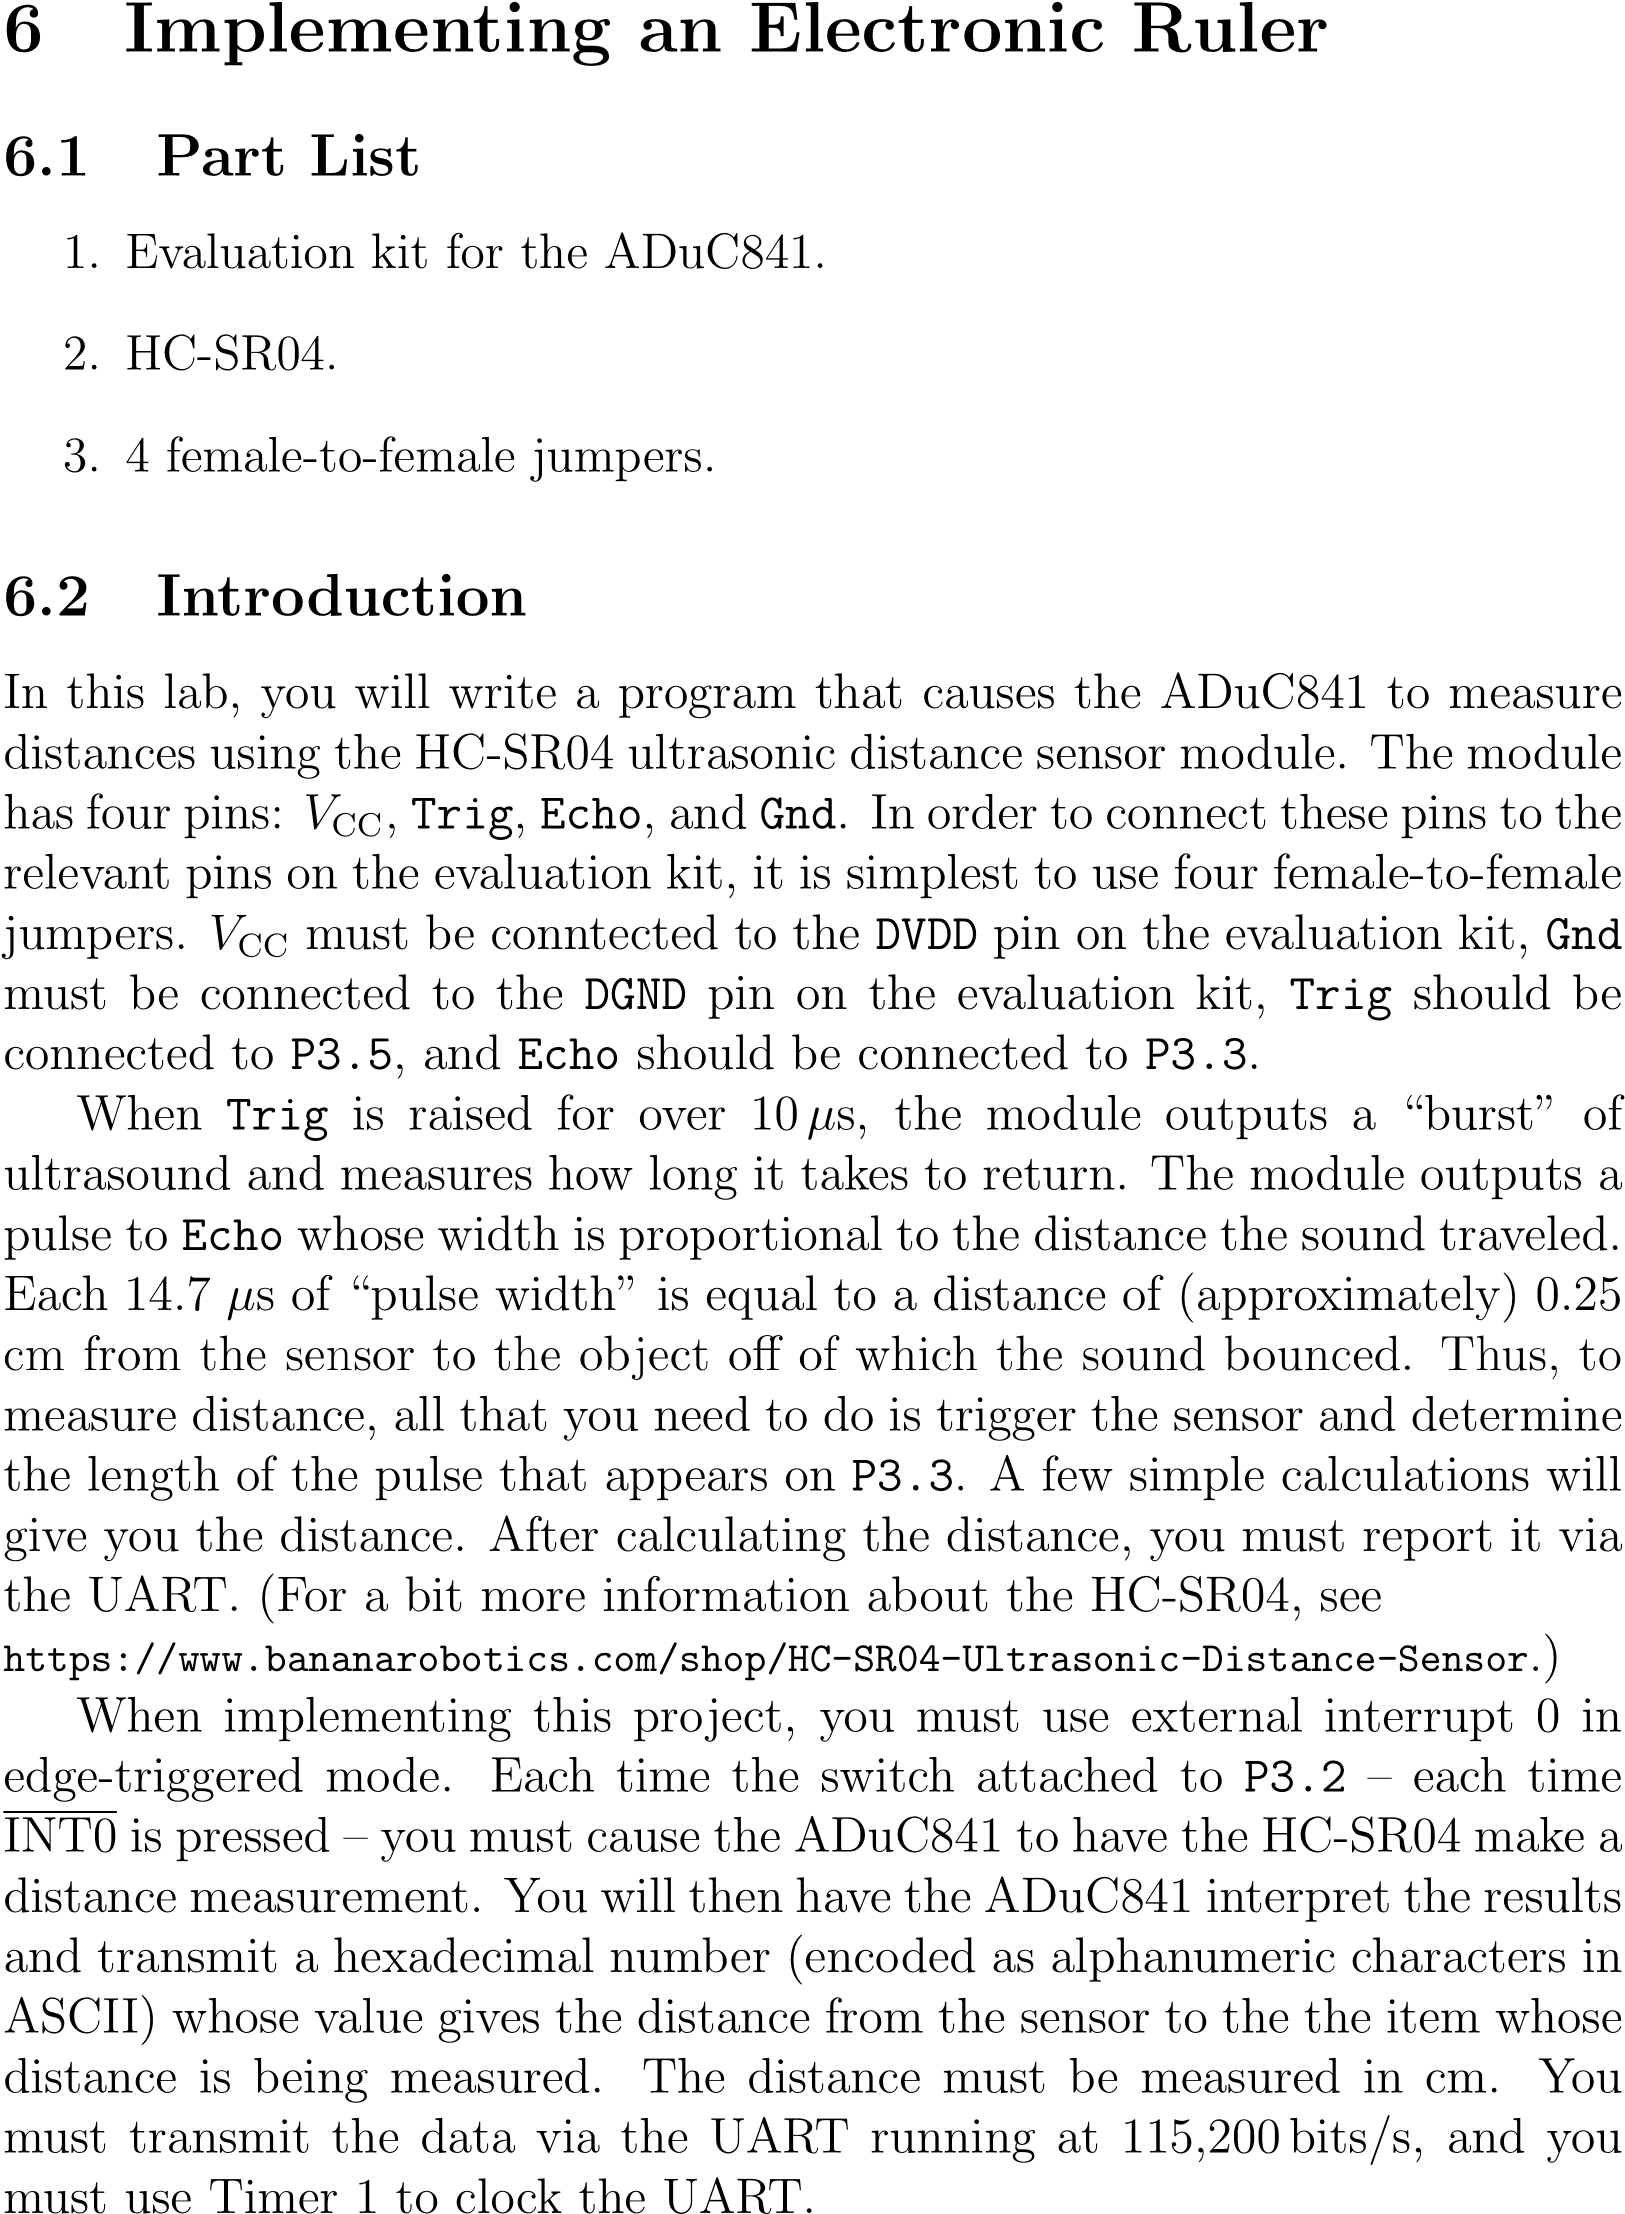 6 Implementing an Electronic Ruler
6.1 Part List
1. Evaluation kit for the ADuC841.
2. HC-SR04.
3. 4 female-to-female jumpers.
6.2 Introduction
In this lab, you will write a program that causes the ADuC841 to measure
distances using the HC-SR04 ultrasonic distance sensor module. The module
has four pins: V_CC, Trig, Echo, and Gnd. In order to connect these pins to the
relevant pins on the evaluation kit, it is simplest to use four female-to-female
jumpers. V_CC must be conntected to the DVDD pin on the evaluation kit, Gnd
must be connected to the DGND pin on the evaluation kit, Trig should be
connected to P3.5, and Echo should be connected to P3.3.
When Trig is raised for over 10 μs, the module outputs a “burst” of
ultrasound and measures how long it takes to return. The module outputs a
pulse to Echo whose width is proportional to the distance the sound traveled.
Each 14.7 μs of “pulse width” is equal to a distance of (approximately) 0.25
cm from the sensor to the object off of which the sound bounced. Thus, to
measure distance, all that you need to do is trigger the sensor and determine
the length of the pulse that appears on P3.3. A few simple calculations will
give you the distance. After calculating the distance, you must report it via
the UART. (For a bit more information about the HC-SR04, see
https://www.bananarobotics.com/shop/HC-SR04-Ultrasonic-Distance-Sensor.)
When implementing this project, you must use external interrupt 0 in
edge-triggered mode. Each time the switch attached to P3.2 – each time
I̅N̅T̅0̅ is pressed – you must cause the ADuC841 to have the HC-SR04 make a
distance measurement. You will then have the ADuC841 interpret the results
and transmit a hexadecimal number (encoded as alphanumeric characters in
ASCII) whose value gives the distance from the sensor to the the item whose
distance is being measured. The distance must be measured in cm. You
must transmit the data via the UART running at 115,200 bits/s, and you
must use Timer 1 to clock the UART.